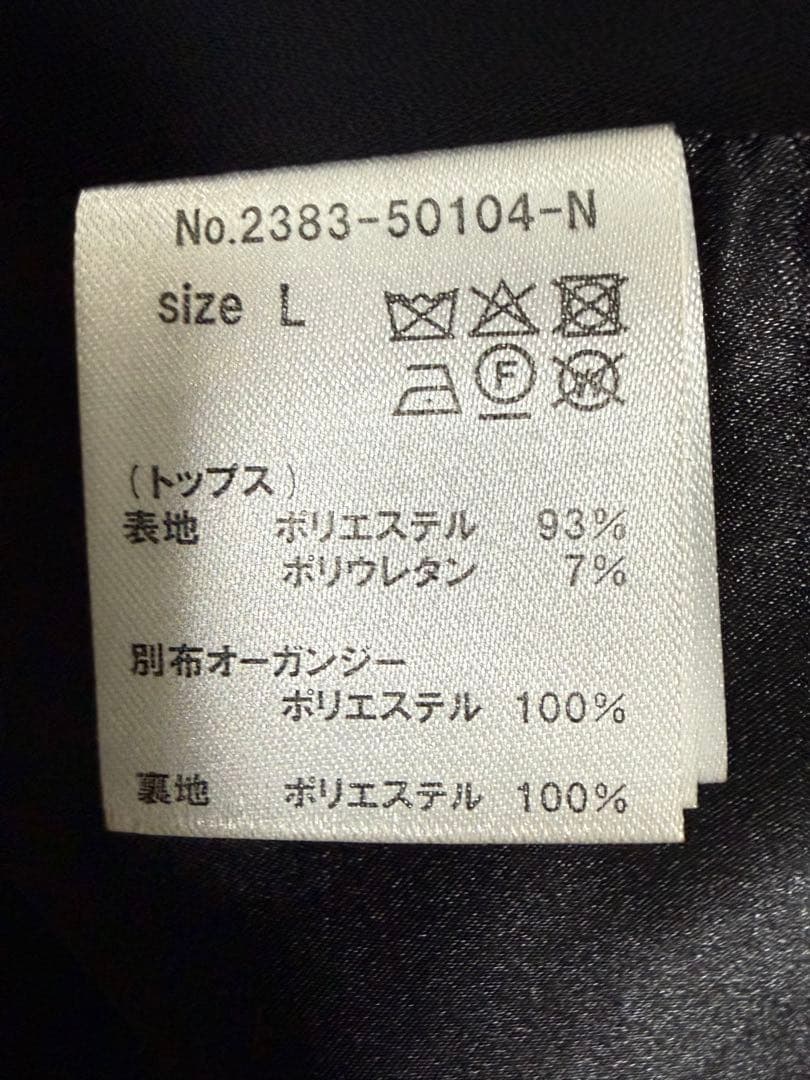 No.2383-50104-N
size L
F
W
(トップス)
表地 ポリエステル 93%
ポリウレタン 7%
別布オーガンジー
ポリエステル 100%
裏地 ポリエステル 100%